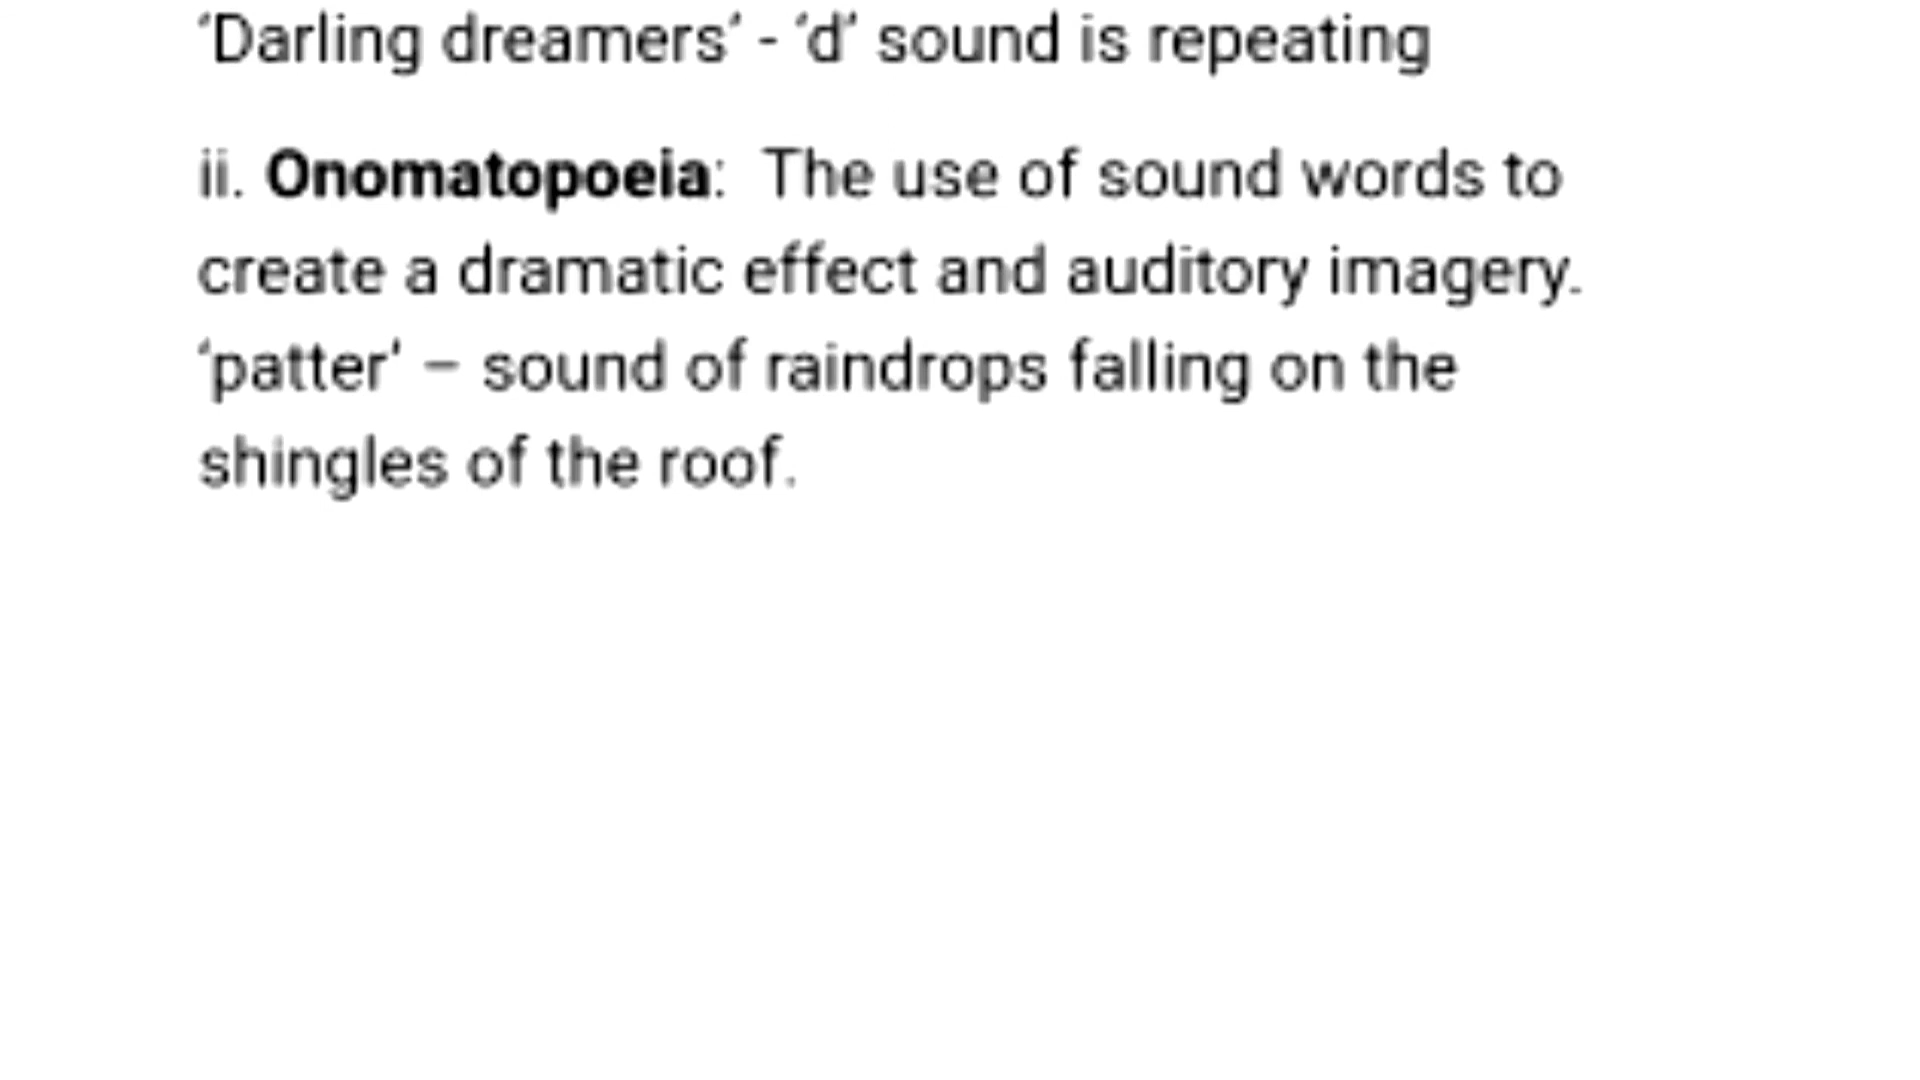 ‘Darling dreamers’ - ‘d’ sound is repeating
ii. Onomatopoeia:  The use of sound words to
create a dramatic effect and auditory imagery.
‘patter’ – sound of raindrops falling on the
shingles of the roof.